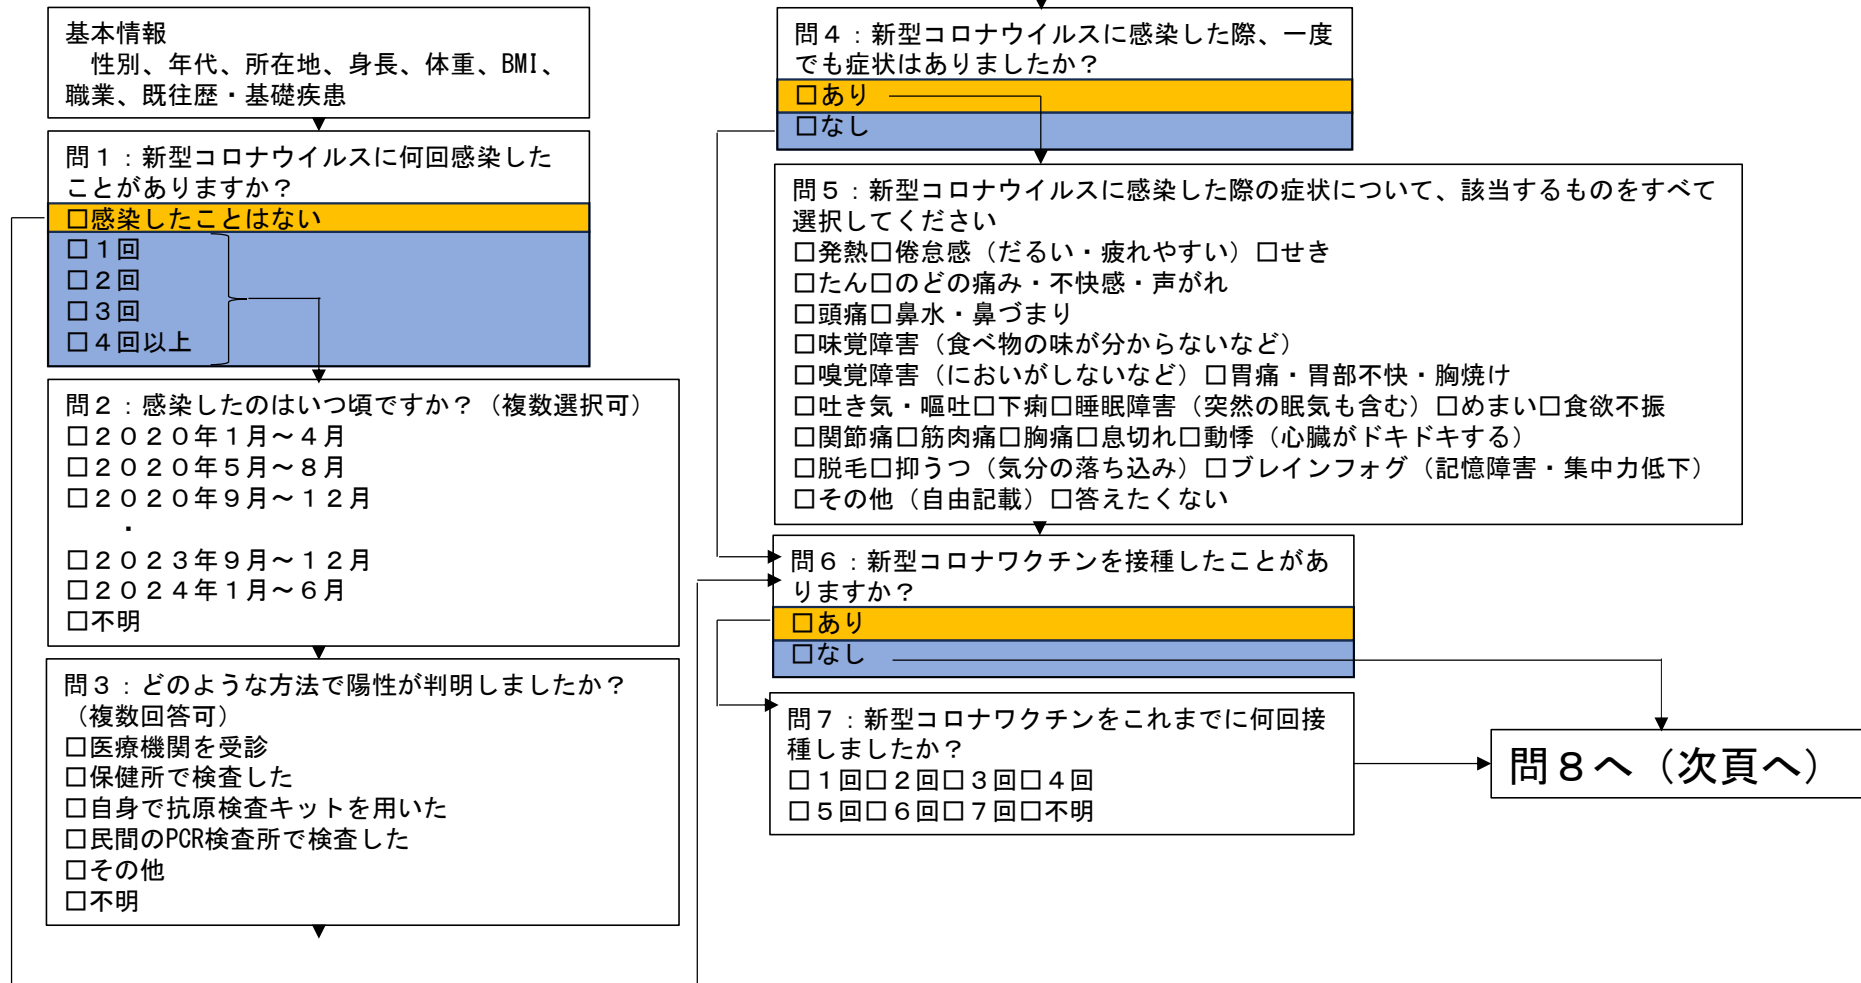 基本情報
　性別、年代、所在地、身長、体重、BMI、
職業、既往歴・基礎疾患
問１：新型コロナウイルスに何回感染した
ことがありますか？
□感染したことはない
□１回
□２回
□３回
□４回以上
問２：感染したのはいつ頃ですか？（複数選択可）
□２０２０年１月～４月
□２０２０年５月～８月
□２０２０年９月～１２月
・
□２０２３年９月～１２月
□２０２４年１月～６月
□不明
問３：どのような方法で陽性が判明しましたか？
（複数回答可）
□医療機関を受診
□保健所で検査した
□自身で抗原検査キットを用いた
□民間のPCR検査所で検査した
□その他
□不明
問４：新型コロナウイルスに感染した際、一度
でも症状はありましたか？
□あり
□なし
問５：新型コロナウイルスに感染した際の症状について、該当するものをすべて
選択してください
□発熱□倦怠感（だるい・疲れやすい）□せき
□たん□のどの痛み・不快感・声がれ
□頭痛□鼻水・鼻づまり
□味覚障害（食べ物の味が分からないなど）
□嗅覚障害（においがしないなど）□胃痛・胃部不快・胸焼け
□吐き気・嘔吐□下痢□睡眠障害（突然の眠気も含む）□めまい□食欲不振
□関節痛□筋肉痛□胸痛□息切れ□動悸（心臓がドキドキする）
□脱毛□抑うつ（気分の落ち込み）□ブレインフォグ（記憶障害・集中力低下）
□その他（自由記載）□答えたくない
問６：新型コロナワクチンを接種したことがあ
りますか？
□あり
□なし
問７：新型コロナワクチンをこれまでに何回接
種しましたか？
□１回□２回□３回□４回
□５回□６回□７回□不明
問８へ（次頁へ）